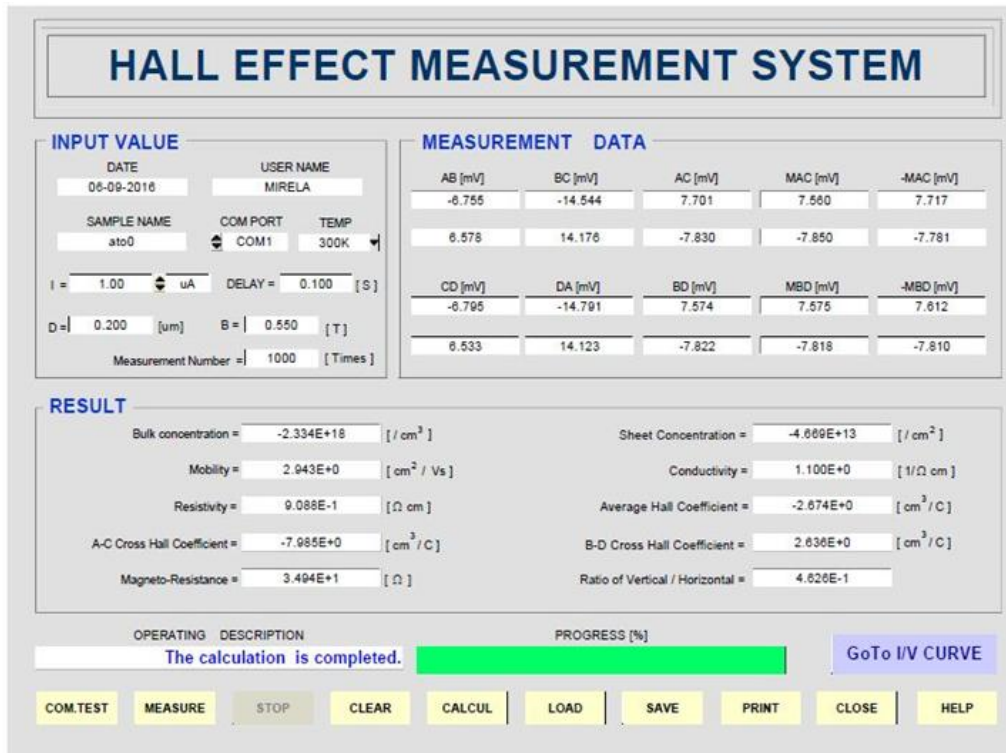 HALL EFFECT MEASUREMENT SYSTEM
INPUT VALUE
DATE USER NAME
06-09-2016 MIRELA
SAMPLE NAME COM PORT TEMP
ato0 COM1 300K
I = 1.00 uA DELAY = 0.100 [ S ]
D = 0.200 [um] B = 0.550 [ T ]
Measurement Number = 1000 [ Times ]
MEASUREMENT DATA
AB [mV] BC [mV] AC [mV] MAC [mV] -MAC [mV]
-6.755 -14.544 7.701 7.560 7.717
6.578 14.176 -7.830 -7.850 -7.781
CD [mV] DA [mV] BD [mV] MBD [mV] -MBD [mV]
-6.795 -14.791 7.574 7.575 7.612
6.533 14.123 -7.822 -7.818 -7.810
RESULT
Bulk concentration = -2.334E+18 [ / cm³ ] Sheet Concentration = -4.669E+13 [ / cm² ]
Mobility = 2.943E+0 [ cm² / Vs ] Conductivity = 1.100E+0 [ 1/Ω cm ]
Resistivity = 9.088E-1 [ Ω cm ] Average Hall Coefficient = -2.674E+0 [ cm³ / C ]
A-C Cross Hall Coefficient = -7.985E+0 [ cm³ / C ] B-D Cross Hall Coefficient = 2.636E+0 [ cm³ / C ]
Magneto-Resistance = 3.494E+1 [ Ω ] Ratio of Vertical / Horizontal = 4.626E-1
OPERATING DESCRIPTION PROGRESS [%]
The calculation is completed. GoTo I/V CURVE
COM.TEST MEASURE STOP CLEAR CALCUL LOAD SAVE PRINT CLOSE HELP